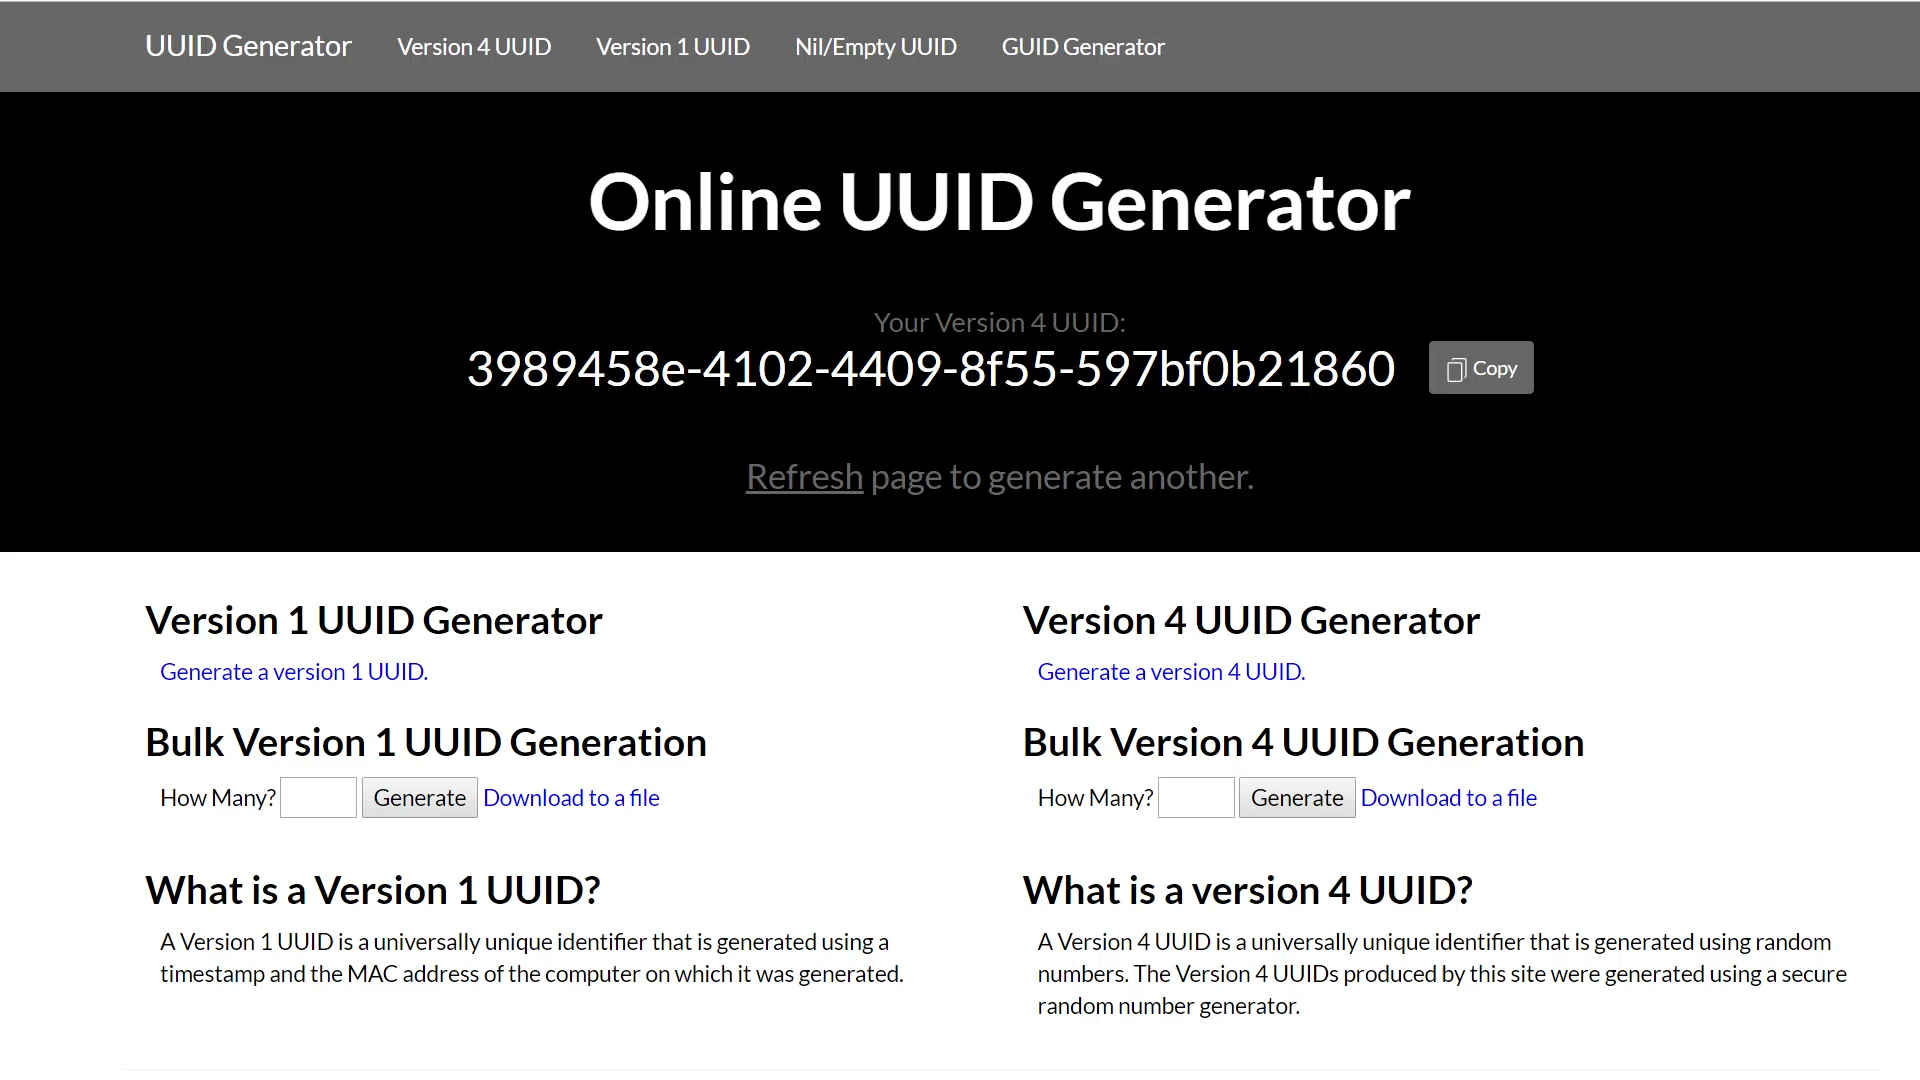 UUID Generator Version 4 UUID Version 1 UUID Nil/Empty UUID GUID Generator
Online UUID Generator
Your Version 4 UUID:
3989458e-4102-4409-8f55-597bf0b21860 Copy
Refresh page to generate another.
Version 1 UUID Generator
Generate a version 1 UUID.
Bulk Version 1 UUID Generation
How Many? Generate Download to a file
What is a Version 1 UUID?
A Version 1 UUID is a universally unique identifier that is generated using a
timestamp and the MAC address of the computer on which it was generated.
Version 4 UUID Generator
Generate a version 4 UUID.
Bulk Version 4 UUID Generation
How Many? Generate Download to a file
What is a version 4 UUID?
A Version 4 UUID is a universally unique identifier that is generated using random
numbers. The Version 4 UUIDs produced by this site were generated using a secure
random number generator.